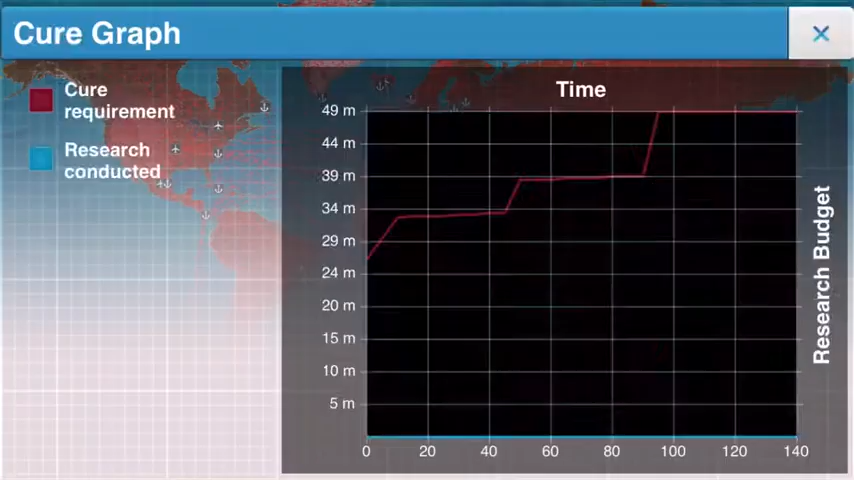 Cure Graph
Cure
requirement
Research
conducted
Time
49 m
44 m
39 m
34 m
29 m
24 m
20 m
15 m
10 m
5 m
0 20 40 60 80 100 120 140
Research Budget